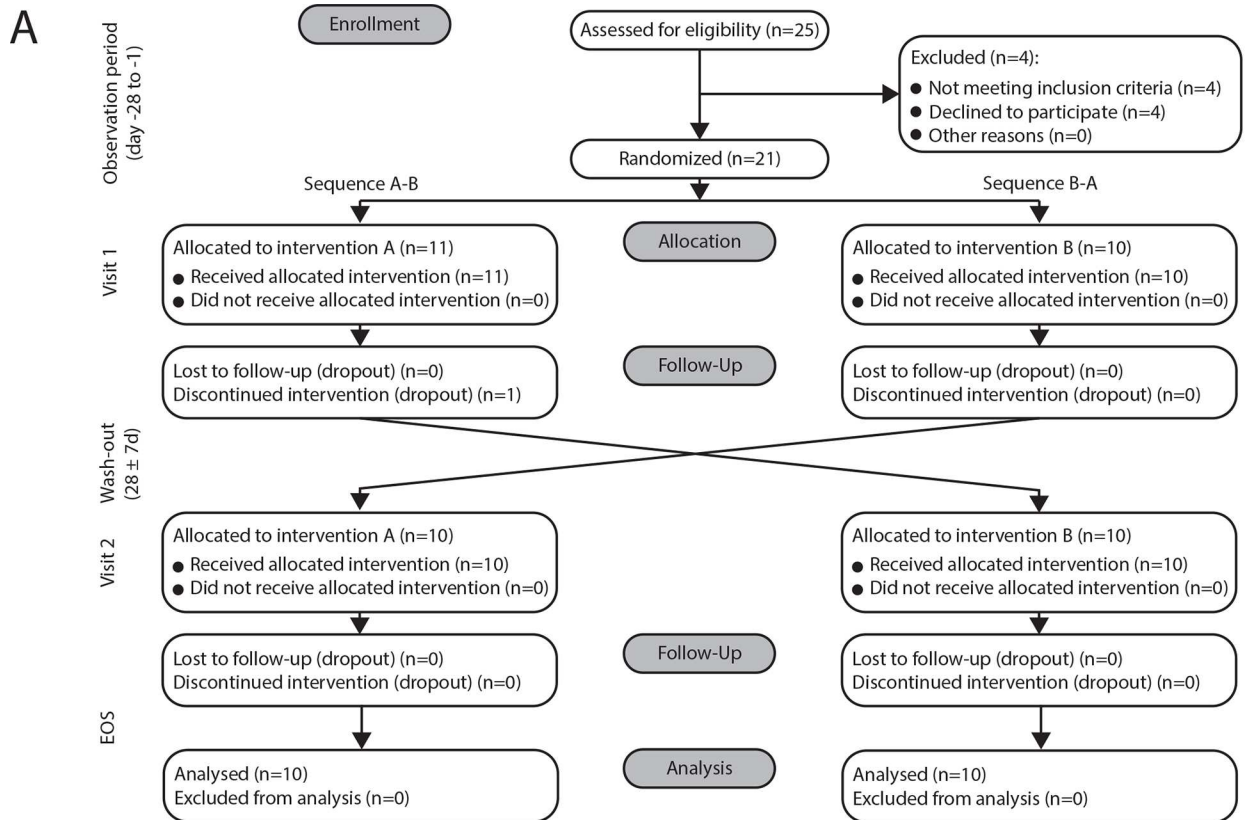 A
Enrollment
Assessed for eligibility (n=25)
Observation period
(day -28 to -1)
Excluded (n=4):
● Not meeting inclusion criteria (n=4)
● Declined to participate (n=4)
● Other reasons (n=0)
Randomized (n=21)
Sequence A-B
Sequence B-A
Visit 1
Allocated to intervention A (n=11)
● Received allocated intervention (n=11)
● Did not receive allocated intervention (n=0)
Allocation
Allocated to intervention B (n=10)
● Received allocated intervention (n=10)
● Did not receive allocated intervention (n=0)
Lost to follow-up (dropout) (n=0)
Discontinued intervention (dropout) (n=1)
Follow-Up
Lost to follow-up (dropout) (n=0)
Discontinued intervention (dropout) (n=0)
Wash-out
(28 ± 7d)
Visit 2
Allocated to intervention A (n=10)
● Received allocated intervention (n=10)
● Did not receive allocated intervention (n=0)
Allocated to intervention B (n=10)
● Received allocated intervention (n=10)
● Did not receive allocated intervention (n=0)
Lost to follow-up (dropout) (n=0)
Discontinued intervention (dropout) (n=0)
Follow-Up
Lost to follow-up (dropout) (n=0)
Discontinued intervention (dropout) (n=0)
EOS
Analysed (n=10)
Excluded from analysis (n=0)
Analysis
Analysed (n=10)
Excluded from analysis (n=0)